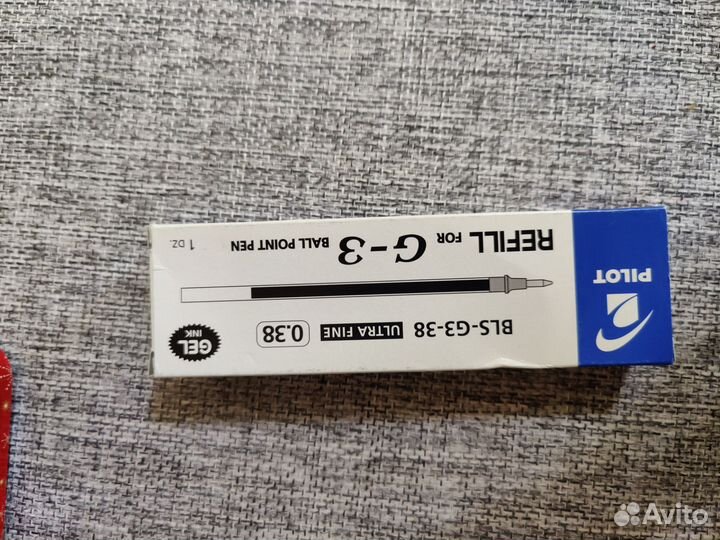 PILOT
REFILL FOR G-3 BALL POINT PEN 1 DZ.
BLS-G3-38 ULTRA FINE 0.38
GEL
INK
Avito